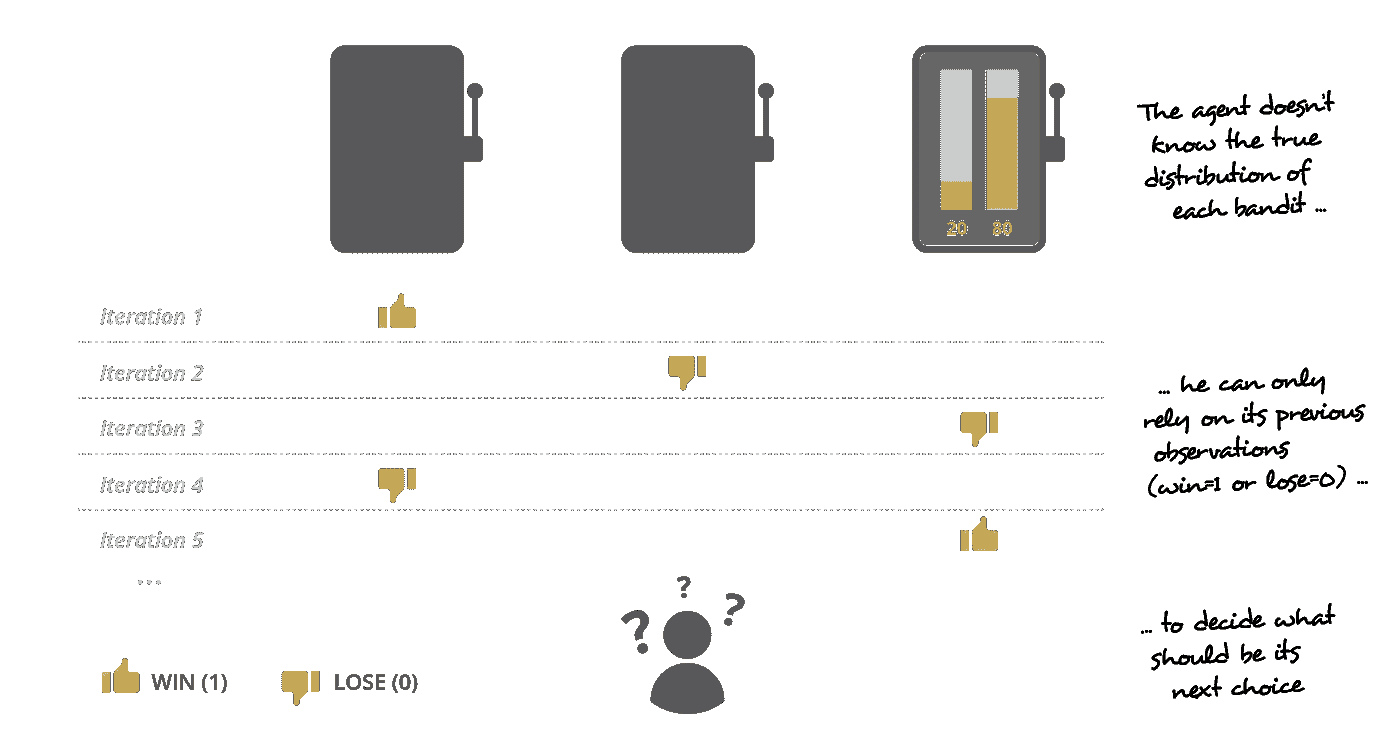 The agent doesn't
know the true
distribution of
each bandit ...
20 80
Iteration 1
Iteration 2
Iteration 3
Iteration 4
Iteration 5
...
... he can only
rely on its previous
observations
(win=1 or lose=0) ...
? ? ?
... to decide what
should be its
next choice
WIN (1) LOSE (0)